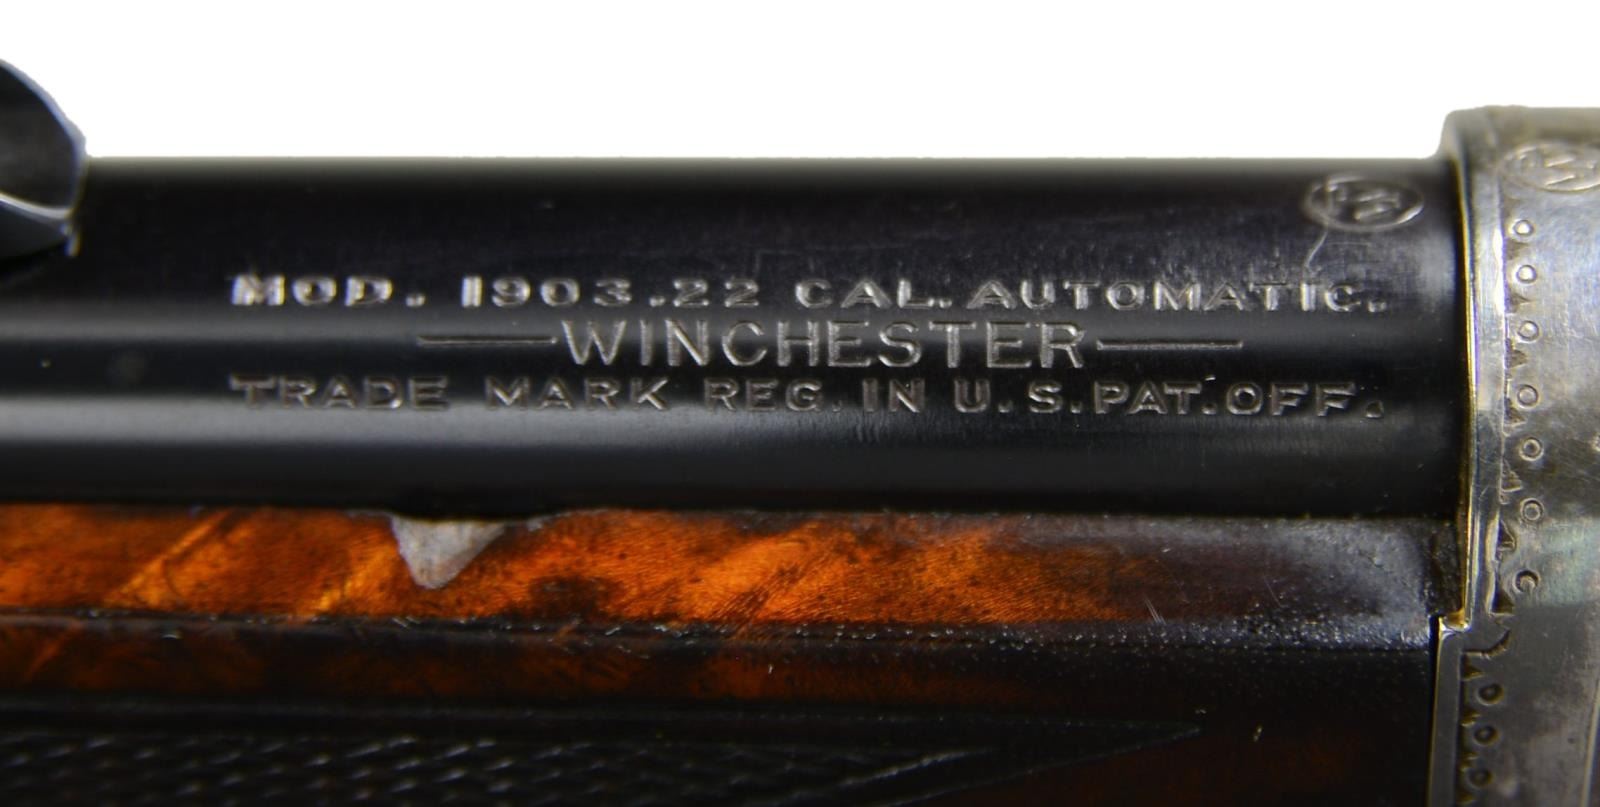 MOD. 1903.22 CAL. AUTOMATIC.
WINCHESTER
TRADE MARK REG. IN U.S. PAT. OFF.